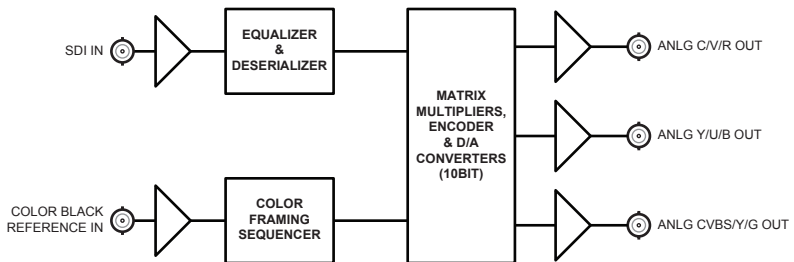 SDI IN
EQUALIZER
&
DESERIALIZER
MATRIX
MULTIPLIERS,
ENCODER
& D/A
CONVERTERS
(10BIT)
ANLG C/V/R OUT
ANLG Y/U/B OUT
COLOR BLACK
REFERENCE IN
COLOR
FRAMING
SEQUENCER
ANLG CVBS/Y/G OUT